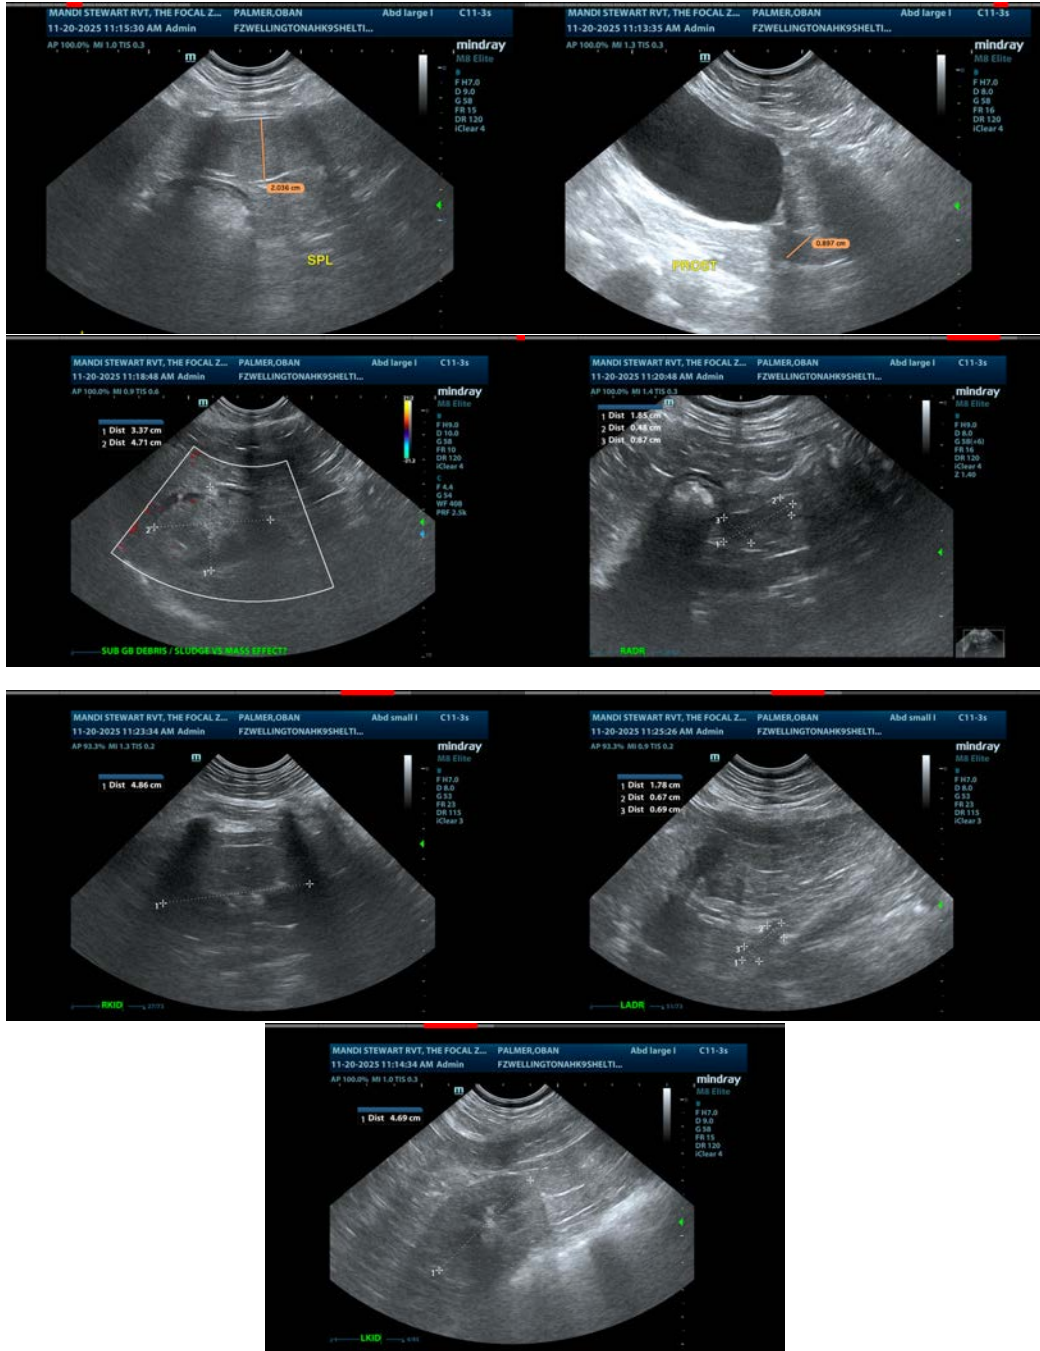 MANDI STEWART RVT, THE FOCAL Z... PALMER,OBAN Abd large I C11-3s
11-20-2025 11:15:30 AM Admin FZWELLINGTONAHK9SHELTI...
AP 100.0% MI 1.0 TIS 0.3
mindray
M8 Elite
B
F H7.0
D 9.0
G 58
FR 15
DR 120
iClear 4
2.036 cm
SPL
MANDI STEWART RVT, THE FOCAL Z... PALMER,OBAN Abd large I C11-3s
11-20-2025 11:13:35 AM Admin FZWELLINGTONAHK9SHELTI...
AP 100.0% MI 1.3 TIS 0.3
mindray
M8 Elite
B
F H7.0
D 8.0
G 58
FR 16
DR 120
iClear 4
0.897 cm
PROST
MANDI STEWART RVT, THE FOCAL Z... PALMER,OBAN Abd large I C11-3s
11-20-2025 11:18:48 AM Admin FZWELLINGTONAHK9SHELTI...
AP 100.0% MI 0.9 TIS 0.6
mindray
M8 Elite
1 Dist 3.37 cm
2 Dist 4.71 cm
B
F H9.0
D 10.0
G 58
FR 10
DR 120
iClear 4
C
F 4.4
G 54
WF 408
PRF 2.5k
2
1
SUB GB DEBRIS / SLUDGE VS MASS EFFECT?
MANDI STEWART RVT, THE FOCAL Z... PALMER,OBAN Abd large I C11-3s
11-20-2025 11:20:48 AM Admin FZWELLINGTONAHK9SHELTI...
AP 100.0% MI 1.4 TIS 0.3
mindray
M8 Elite
1 Dist 1.85 cm
2 Dist 0.48 cm
3 Dist 0.67 cm
B
F H9.0
D 8.0
G 58(+6)
FR 16
DR 120
iClear 4
Z 1.40
2
3
1
RADR
MANDI STEWART RVT, THE FOCAL Z... PALMER,OBAN Abd small I C11-3s
11-20-2025 11:23:34 AM Admin FZWELLINGTONAHK9SHELTI...
AP 93.3% MI 1.3 TIS 0.2
mindray
M8 Elite
1 Dist 4.86 cm
B
F H7.0
D 8.0
G 53
FR 23
DR 115
iClear 3
1
RKID
MANDI STEWART RVT, THE FOCAL Z... PALMER,OBAN Abd small I C11-3s
11-20-2025 11:25:26 AM Admin FZWELLINGTONAHK9SHELTI...
AP 93.3% MI 0.9 TIS 0.2
mindray
M8 Elite
1 Dist 1.78 cm
2 Dist 0.67 cm
3 Dist 0.69 cm
B
F H7.0
D 8.0
G 53
FR 23
DR 115
iClear 3
2
3
1
LADR
MANDI STEWART RVT, THE FOCAL Z... PALMER,OBAN Abd large I C11-3s
11-20-2025 11:14:34 AM Admin FZWELLINGTONAHK9SHELTI...
AP 100.0% MI 1.0 TIS 0.3
mindray
M8 Elite
1 Dist 4.69 cm
B
F H7.0
D 9.0
G 58
FR 15
DR 120
iClear 4
1
LKID